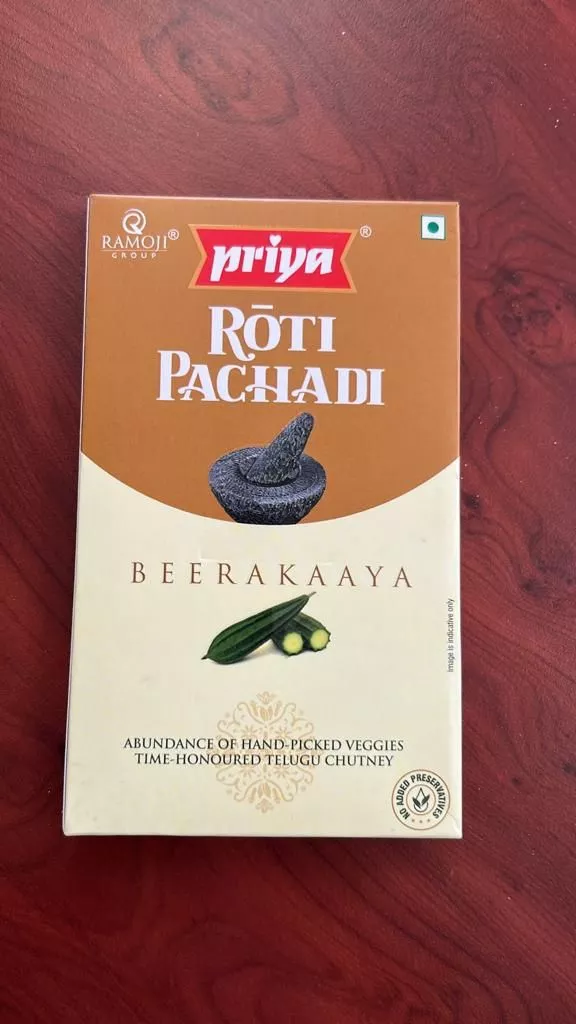 RAMOJI®
GROUP
priya®
RŌTI
PACHADI
BEERAKAAYA
Image is indicative only
ABUNDANCE OF HAND-PICKED VEGGIES
TIME-HONOURED TELUGU CHUTNEY
NO ADDED PRESERVATIVES